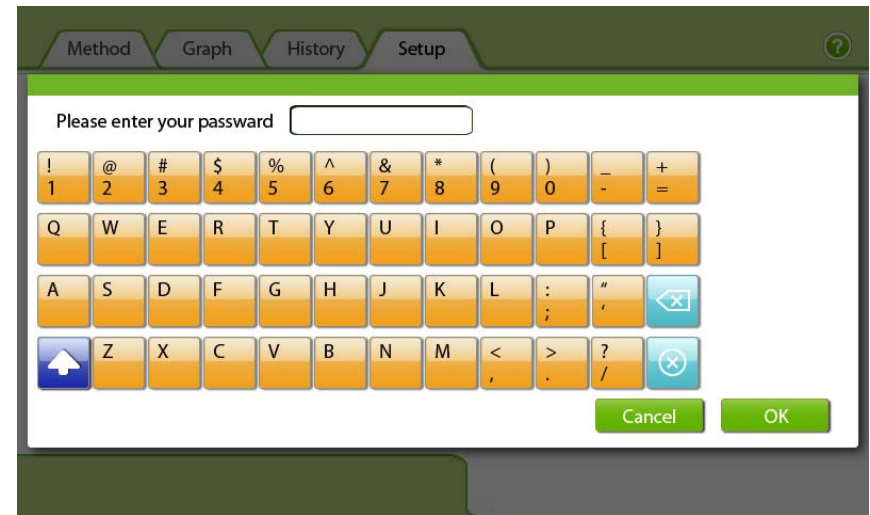 Method Graph History Setup ?
Please enter your passward
! @ # $ % ^ & * ( ) _ +
1 2 3 4 5 6 7 8 9 0 - =
Q W E R T Y U I O P { }
[ ]
A S D F G H J K L : "
; '
Z X C V B N M < > ?
, . /
Cancel OK